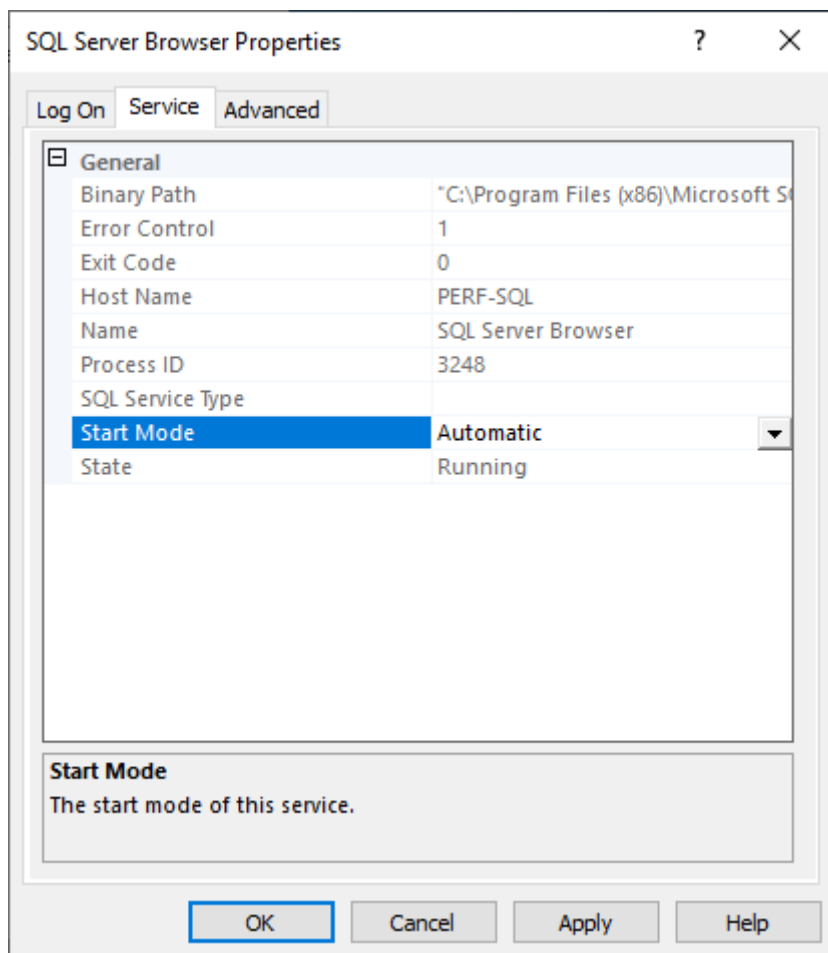 SQL Server Browser Properties
Log On Service Advanced
General
Binary Path "C:\Program Files (x86)\Microsoft
Error Control 1
Exit Code 0
Host Name PERF-SQL
Name SQL Server Browser
Process ID 3248
SQL Service Type
Start Mode Automatic
State Running
Start Mode
The start mode of this service.
OK Cancel Apply Help